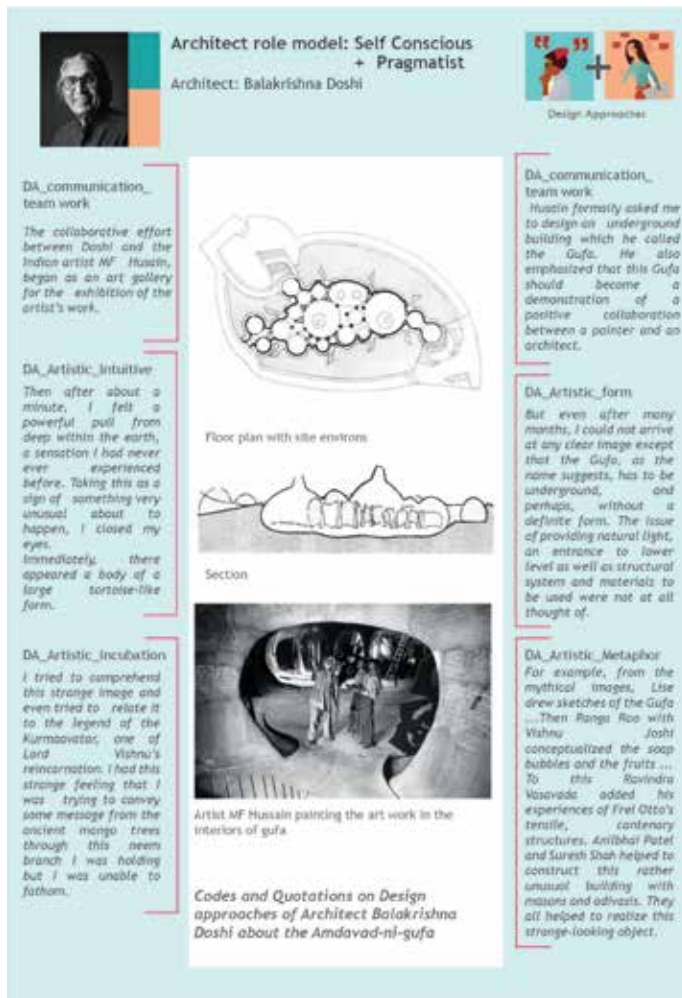 Architect role model: Self Conscious
+ Pragmatist
Architect: Balakrishna Doshi
Design Approaches
DA_communication_
team work
The collaborative effort
between Doshi and the
Indian artist MF Husain,
began as an art gallery
for the exhibition of the
artist's work.
DA_Artistic_Intuitive
Then after about a
minute, I felt a
powerful pull from
deep within the earth,
a sensation I had never
ever experienced
before. Taking this as a
sign of something very
unusual about to
happen, I closed my
eyes.
Immediately, there
appeared a body of a
large tortoise-like
form.
DA_Artistic_Incubation
I tried to comprehend
this strange image and
even tried to relate it
to the legend of the
Kurmaavatar, one of
Lord Vishnu's
reincarnation. I had this
strange feeling that I
was trying to convey
some message from the
ancient mango trees
through this neem
branch I was holding
but I was unable to
fathom.
Floor plan with site environs
Section
Artist MF Hussain painting the art work in the
interiors of gufa
Codes and Quotations on Design
approaches of Architect Balakrishna
Doshi about the Amdavad-ni-gufa
DA_communication_
team work
Husain formally asked me
to design an underground
building which he called
the Gufa. He also
emphasized that this Gufa
should become a
demonstration of a
positive collaboration
between a painter and an
architect.
DA_Artistic_form
But even after many
months, I could not arrive
at any clear image except
that the Gufa, as the
name suggests, has to be
underground, and
perhaps, without a
definite form. The issue
of providing natural light,
an entrance to lower
level as well as structural
system and materials to
be used were not at all
thought of.
DA_Artistic_Metaphor
For example, from the
mythical images, Lise
drew sketches of the Gufa
...Then Ranga Rao with
Vishnu Joshi
conceptualized the soap
bubbles and the fruits ...
To this Ravindra
Vasavada added his
experiences of Frei Otto's
tensile, cantenary
structures. Anilbhai Patel
and Suresh Shah helped to
construct this rather
unusual building with
masons and adivasis. They
all helped to realize this
strange-looking object.